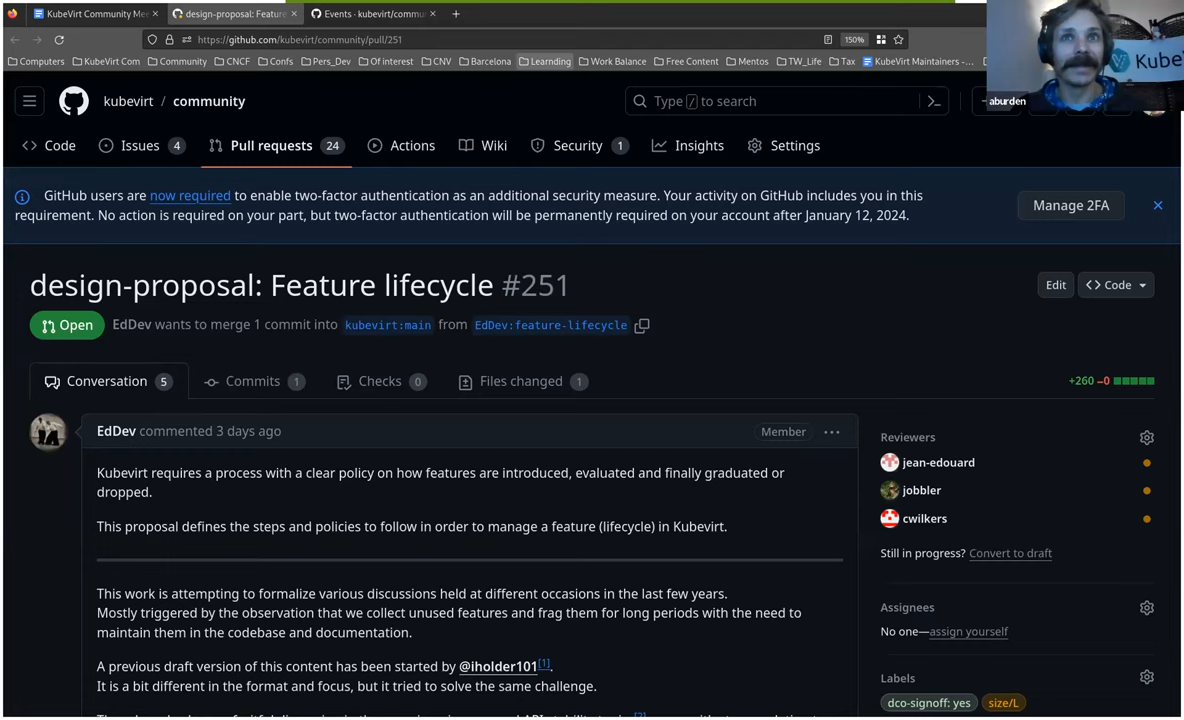 KubeVirt Community Mee
design-proposal: Feature
Events · kubevirt/commu
https://github.com/kubevirt/community/pull/251
150%
Computers KubeVirt Com Community CNCF Confs Pers_Dev Of interest CNV Barcelona Learnding Work Balance Free Content Mentos TW_Life Tax KubeVirt Maintainers -...
aburden
kubevirt / community
Type / to search
Code Issues 4 Pull requests 24 Actions Wiki Security 1 Insights Settings
GitHub users are now required to enable two-factor authentication as an additional security measure. Your activity on GitHub includes you in this
requirement. No action is required on your part, but two-factor authentication will be permanently required on your account after January 12, 2024.
Manage 2FA
design-proposal: Feature lifecycle #251
Edit
<> Code
Open EdDev wants to merge 1 commit into kubevirt:main from EdDev:feature-lifecycle
Conversation 5 Commits 1 Checks 0 Files changed 1
+260 −0
EdDev commented 3 days ago
Member ...
Kubevirt requires a process with a clear policy on how features are introduced, evaluated and finally graduated or
dropped.
This proposal defines the steps and policies to follow in order to manage a feature (lifecycle) in Kubevirt.
This work is attempting to formalize various discussions held at different occasions in the last few years.
Mostly triggered by the observation that we collect unused features and frag them for long periods with the need to
maintain them in the codebase and documentation.
A previous draft version of this content has been started by @iholder101[1].
It is a bit different in the format and focus, but it tried to solve the same challenge.
Reviewers
jean-edouard
jobbler
cwilkers
Still in progress? Convert to draft
Assignees
No one—assign yourself
Labels
dco-signoff: yes size/L